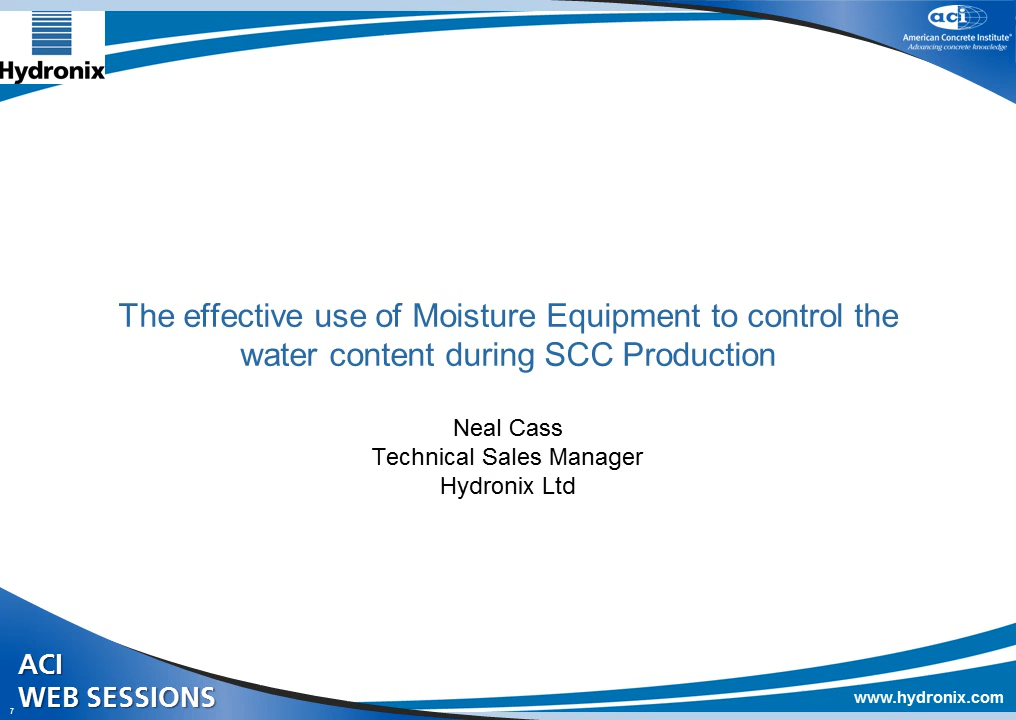 Hydronix
aci
American Concrete Institute®
Advancing concrete knowledge
The effective use of Moisture Equipment to control the
water content during SCC Production
Neal Cass
Technical Sales Manager
Hydronix Ltd
ACI
WEB SESSIONS
7
www.hydronix.com